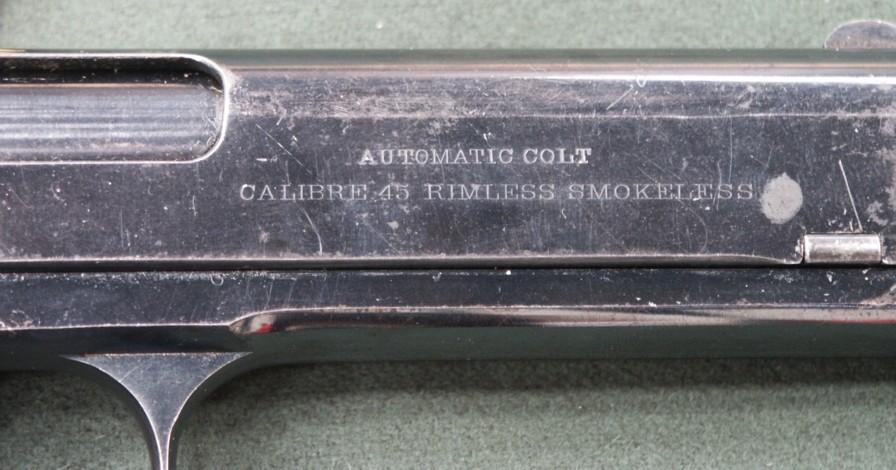 AUTOMATIC COLT
CALIBRE 45 RIMLESS SMOKELESS